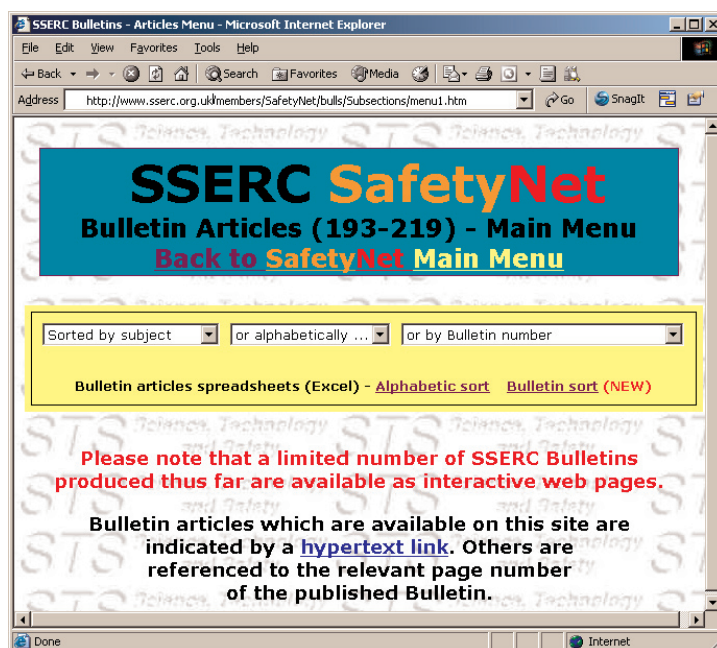 SSERC Bulletins - Articles Menu - Microsoft Internet Explorer
File Edit View Favorites Tools Help
Back Search Favorites Media
Address http://www.sserc.org.uk/members/SafetyNet/bulls/Subsections/menu1.htm Go SnagIt
SSERC SafetyNet
Bulletin Articles (193-219) - Main Menu
Back to SafetyNet Main Menu
Sorted by subject or alphabetically ... or by Bulletin number
Bulletin articles spreadsheets (Excel) - Alphabetic sort Bulletin sort (NEW)
Please note that a limited number of SSERC Bulletins
produced thus far are available as interactive web pages.
Bulletin articles which are available on this site are
indicated by a hypertext link. Others are
referenced to the relevant page number
of the published Bulletin.
Done Internet